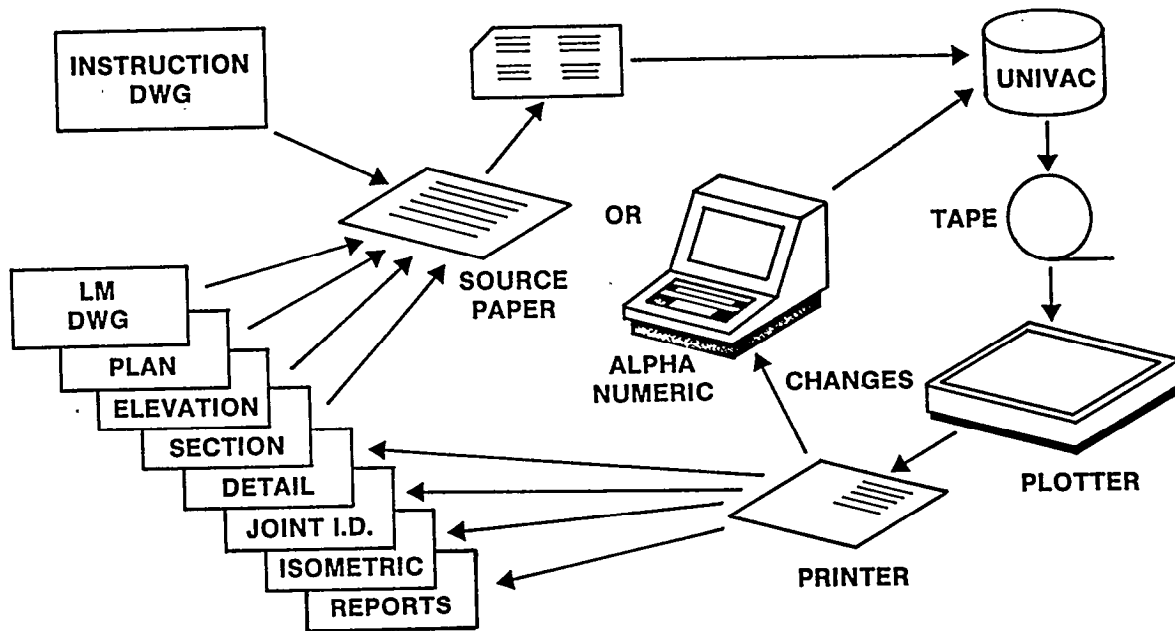 INSTRUCTION
DWG
UNIVAC
TAPE
OR
SOURCE
PAPER
LM
DWG
PLAN
ELEVATION
SECTION
DETAIL
JOINT I.D.
ISOMETRIC
REPORTS
ALPHA
NUMERIC
CHANGES
PLOTTER
PRINTER